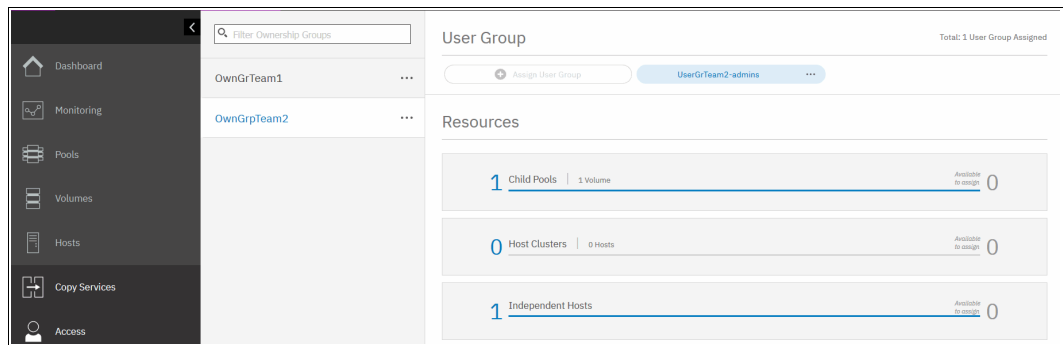 Dashboard
Monitoring
Pools
Volumes
Hosts
Copy Services
Access
Filter Ownership Groups
OwnGrTeam1 ...
OwnGrpTeam2 ...
User Group
Total: 1 User Group Assigned
Assign User Group
UserGrTeam2-admins ...
Resources
1 Child Pools | 1 Volume Available to assign 0
0 Host Clusters | 0 Hosts Available to assign 0
1 Independent Hosts Available to assign 0